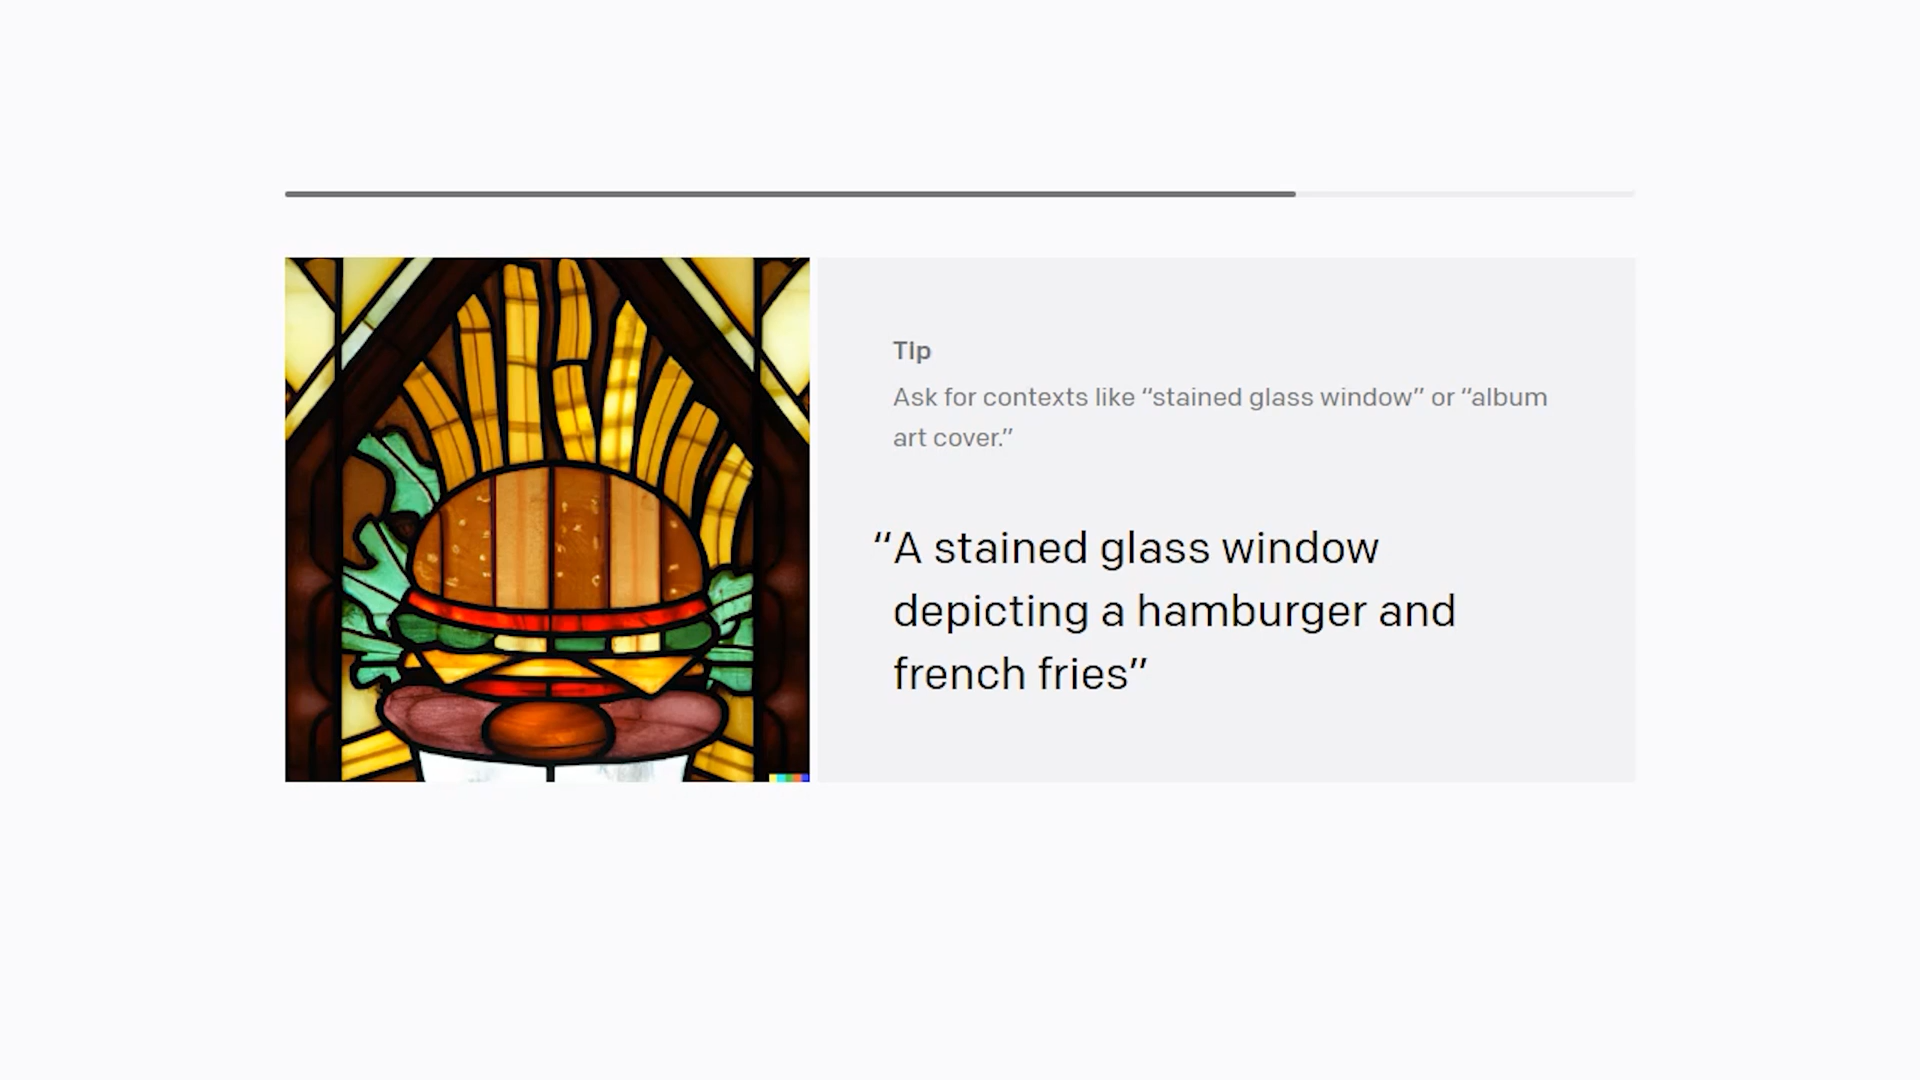 Tip
Ask for contexts like “stained glass window” or “album
art cover.”
“A stained glass window
depicting a hamburger and
french fries”